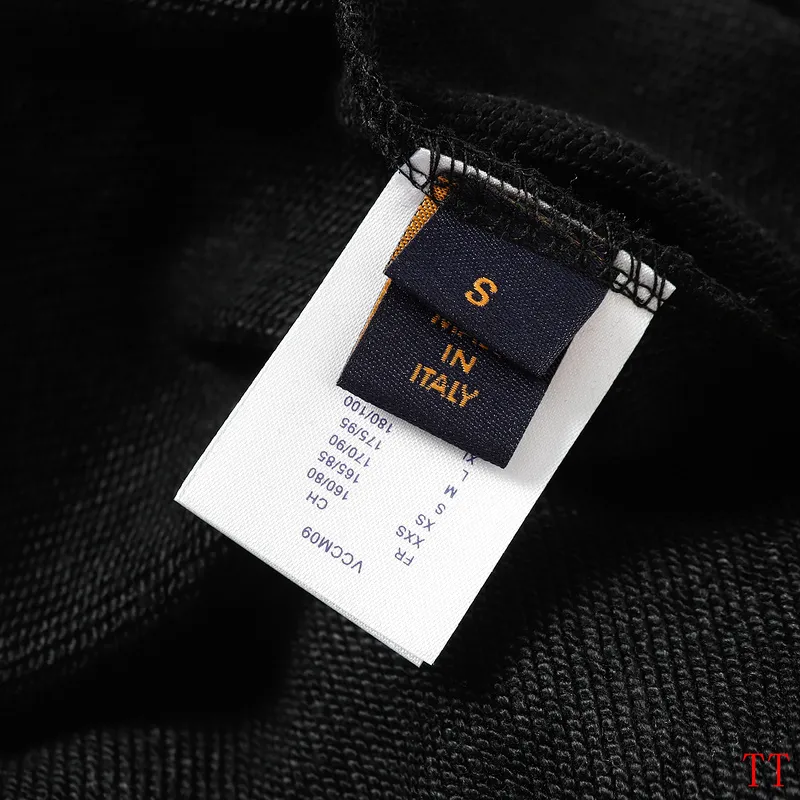 S
MADE
IN
ITALY
VCCM09
FR CH
XXS 160/80
XS 165/85
S 170/90
M 175/95
L 180/100
XL
TT